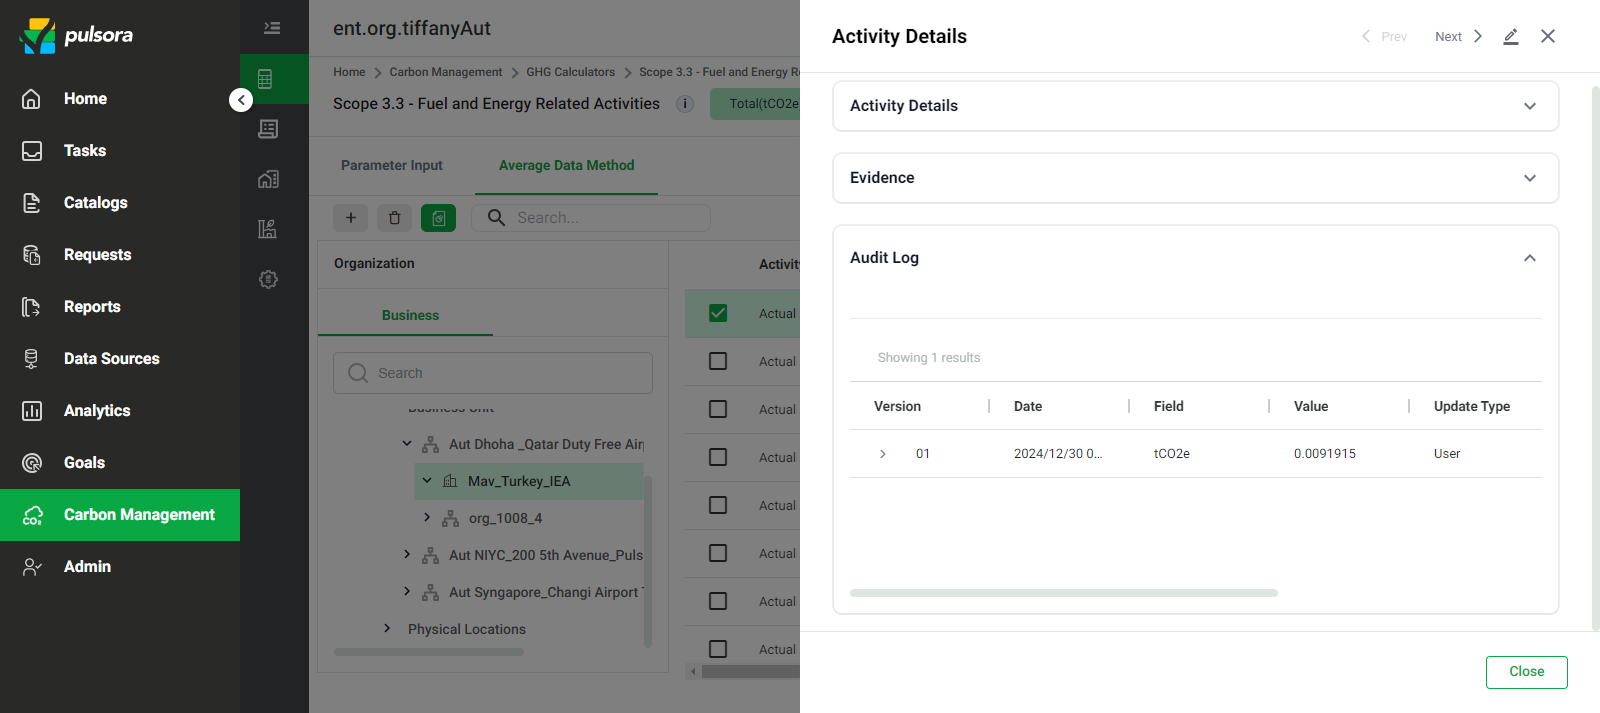 pulsora
Home
Tasks
Catalogs
Requests
Reports
Data Sources
Analytics
Goals
Carbon Management
Admin
ent.org.tiffanyAut
Home > Carbon Management > GHG Calculators > Scope 3.3 - Fuel and Energy R
Scope 3.3 - Fuel and Energy Related Activities
Total(tCO2e
Parameter Input
Average Data Method
Search...
Organization
Business
Search
Business Unit
Aut Dhoha _Qatar Duty Free Air
Mav_Turkey_IEA
org_1008_4
Aut NIYC_200 5th Avenue_Puls
Aut Syngapore_Changi Airport
Physical Locations
Activity
Actual
Actual
Actual
Actual
Actual
Actual
Actual
Actual
Activity Details
Prev
Next
Activity Details
Evidence
Audit Log
Showing 1 results
Version Date Field Value Update Type
01 2024/12/30 0... tCO2e 0.0091915 User
Close